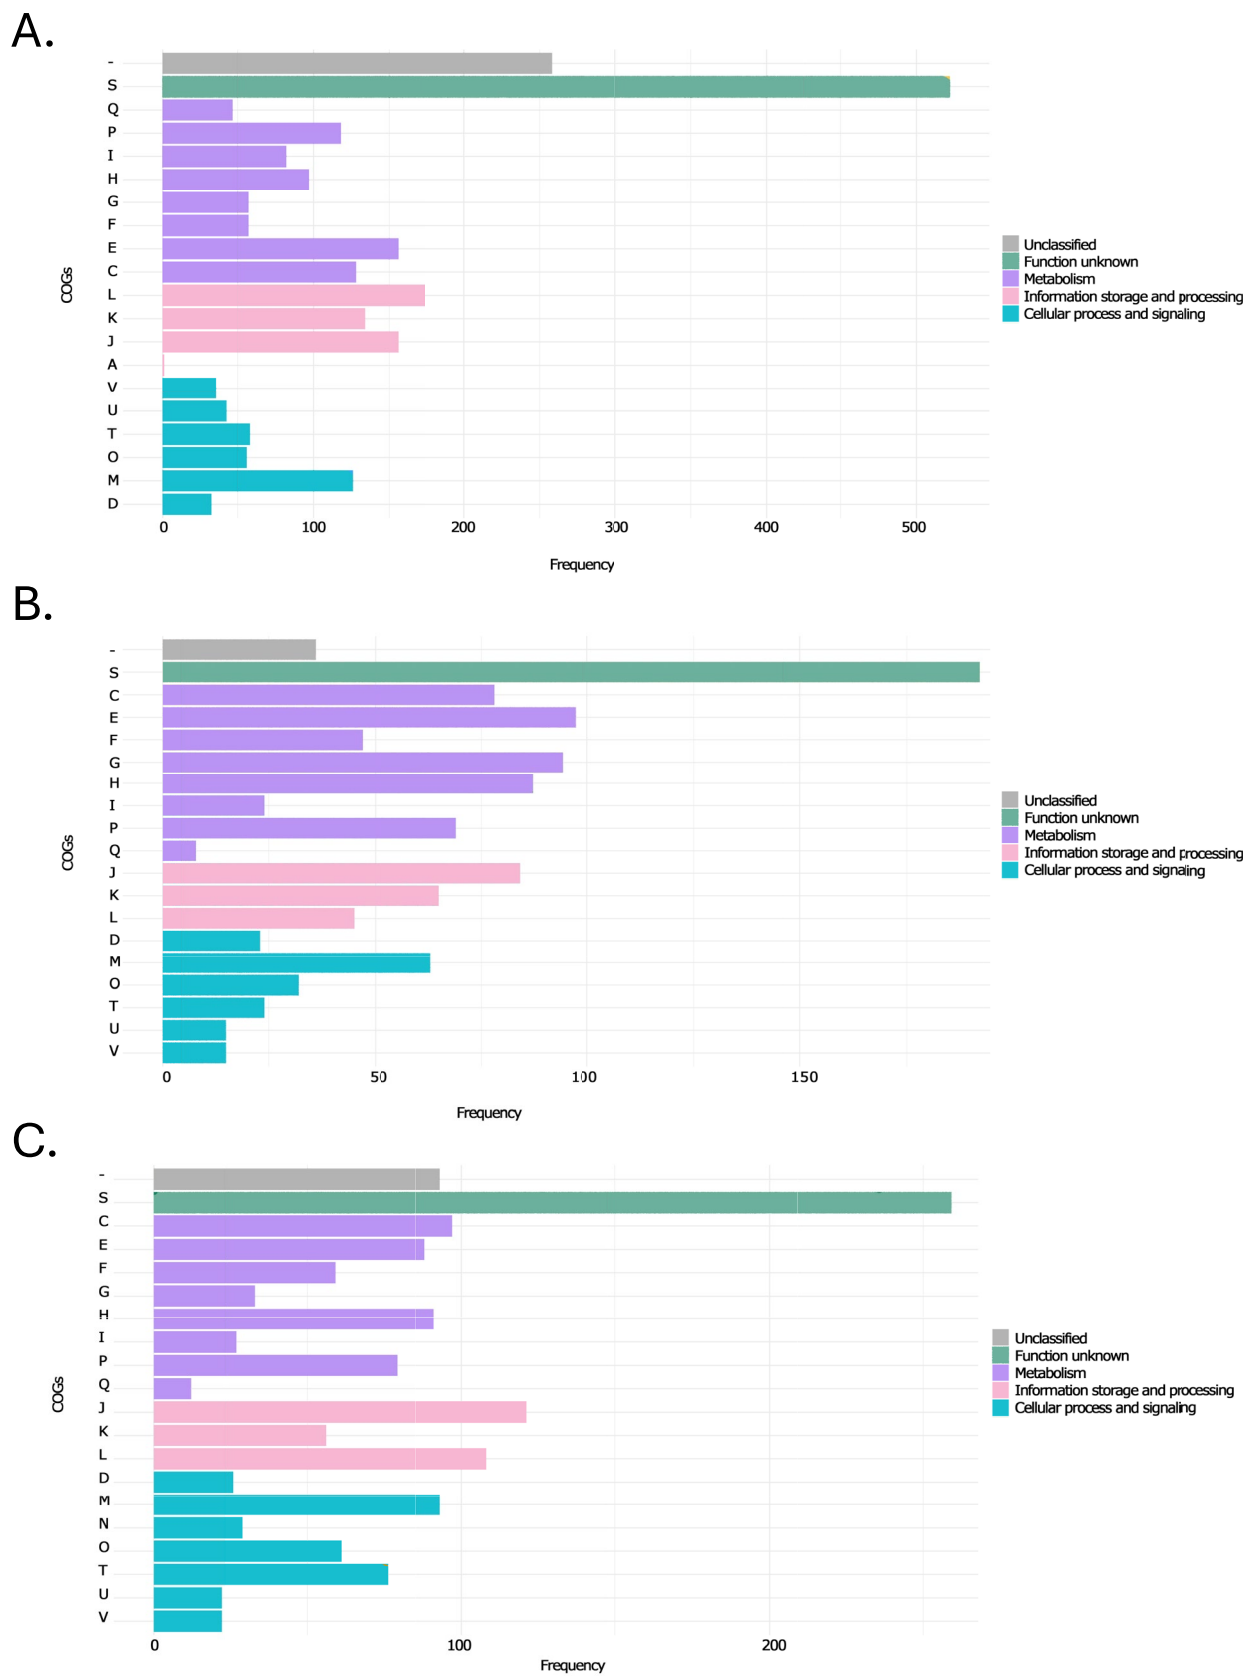 A.
-
S
Q
P
I
H
G
F
E
C
L
K
J
A
V
U
T
O
M
D
COGs
0 100 200 300 400 500
Frequency
Unclassified
Function unknown
Metabolism
Information storage and processing
Cellular process and signaling
B.
-
S
C
E
F
G
H
I
P
Q
J
K
L
D
M
O
T
U
V
COGs
0 50 100 150
Frequency
Unclassified
Function unknown
Metabolism
Information storage and processing
Cellular process and signaling
C.
-
S
C
E
F
G
H
I
P
Q
J
K
L
D
M
N
O
T
U
V
COGs
0 100 200
Frequency
Unclassified
Function unknown
Metabolism
Information storage and processing
Cellular process and signaling